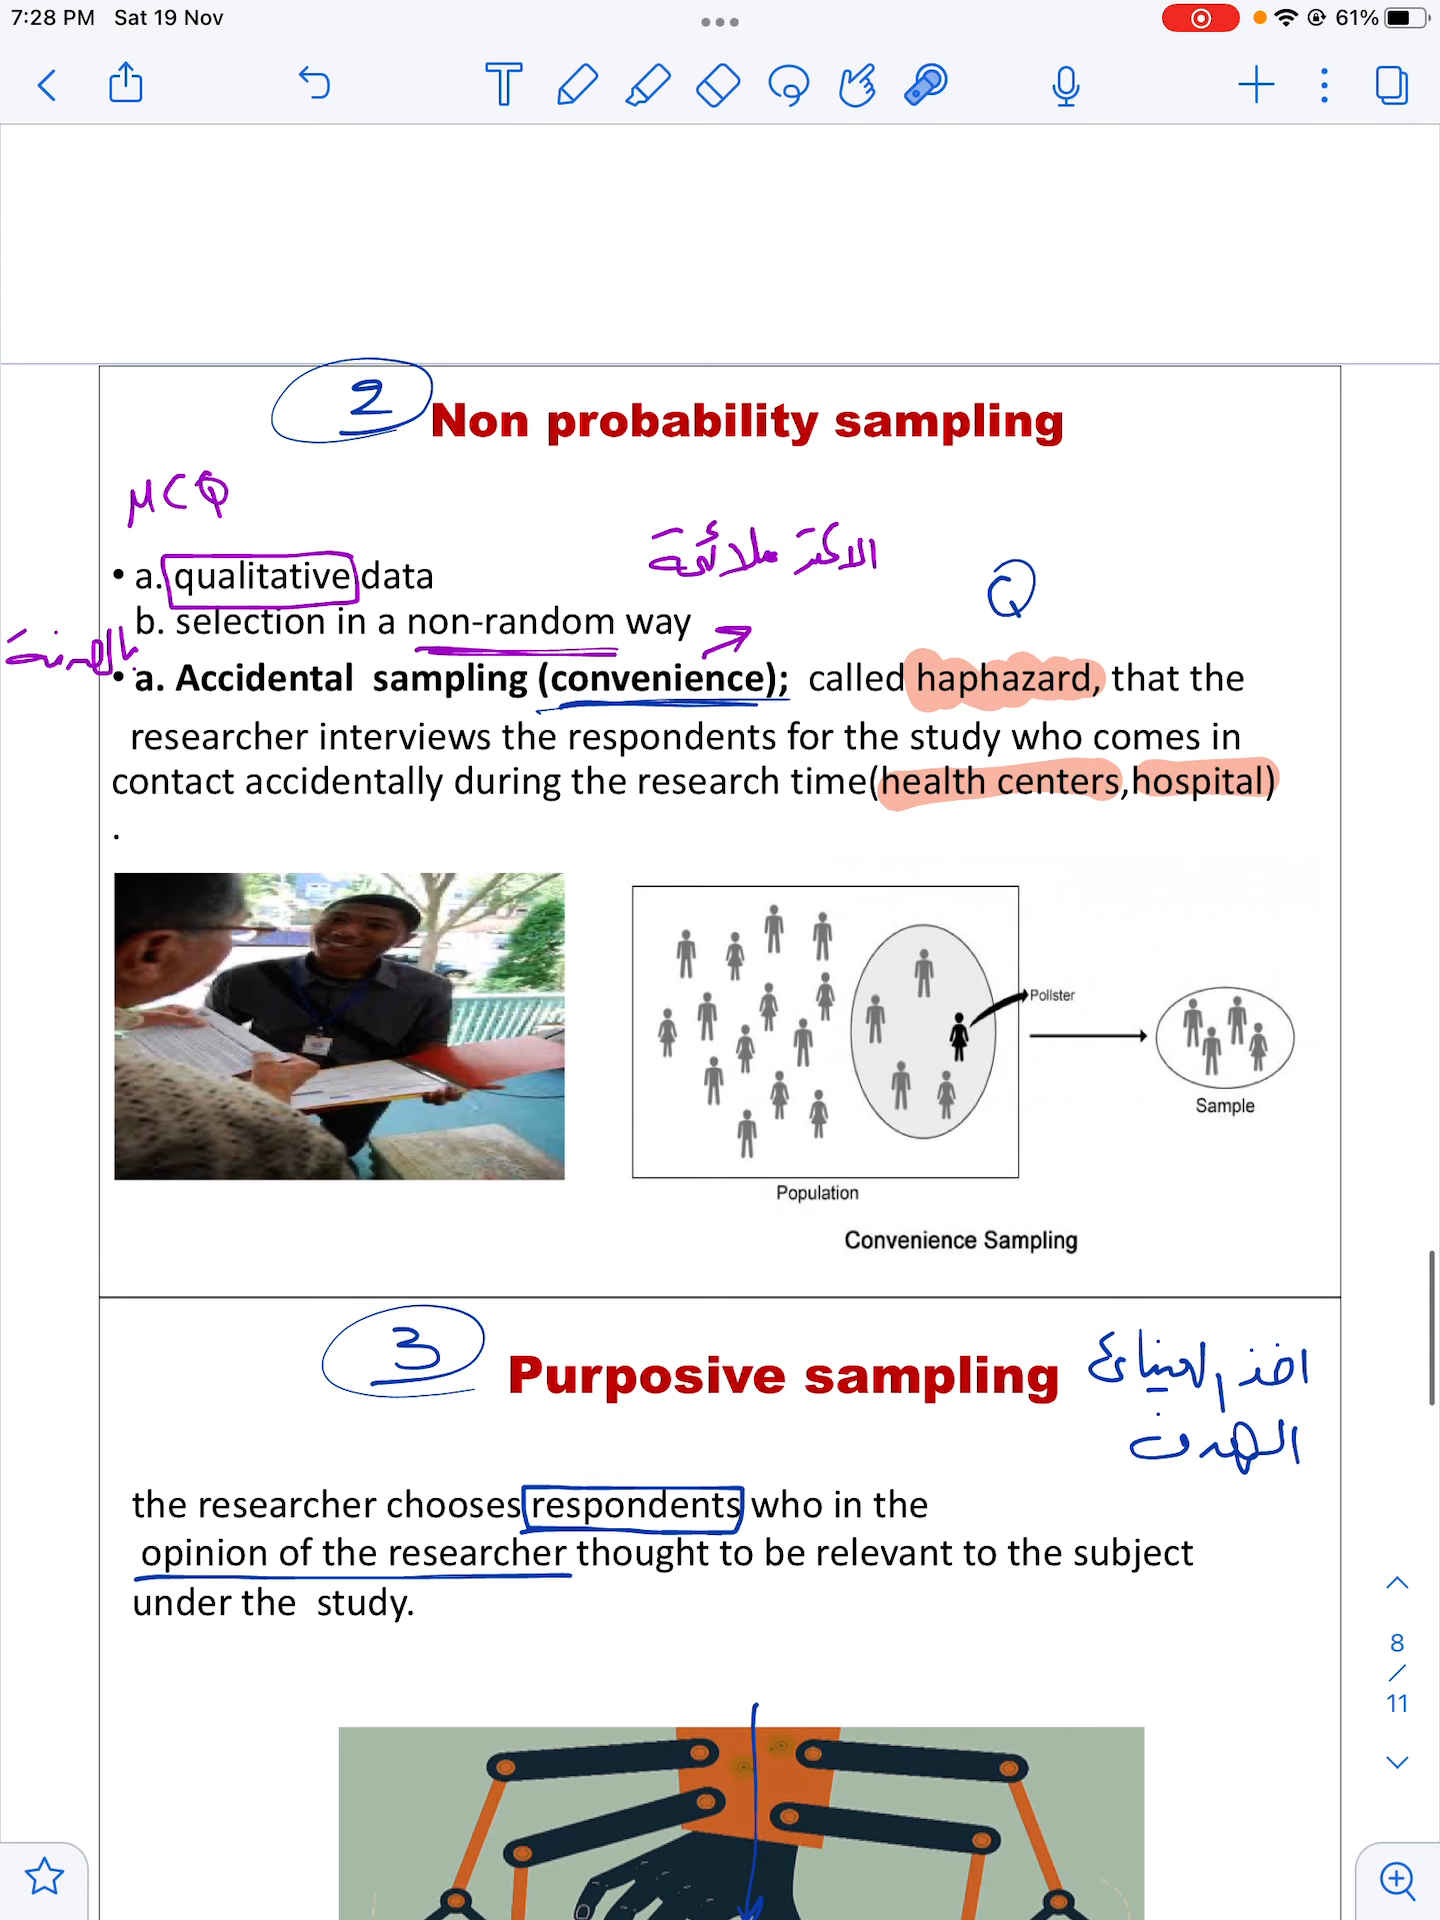 7:28 PM Sat 19 Nov
61%
2
Non probability sampling
MCQ
الاكثر ملائمة
• a. qualitative data
Q
b. selection in a non-random way
• a. Accidental sampling (convenience); called haphazard, that the
researcher interviews the respondents for the study who comes in
contact accidentally during the research time(health centers,hospital)
.
Pollster
Sample
Population
Convenience Sampling
3
Purposive sampling
the researcher chooses respondents who in the
opinion of the researcher thought to be relevant to the subject
under the study.
الهدف
8
/
11